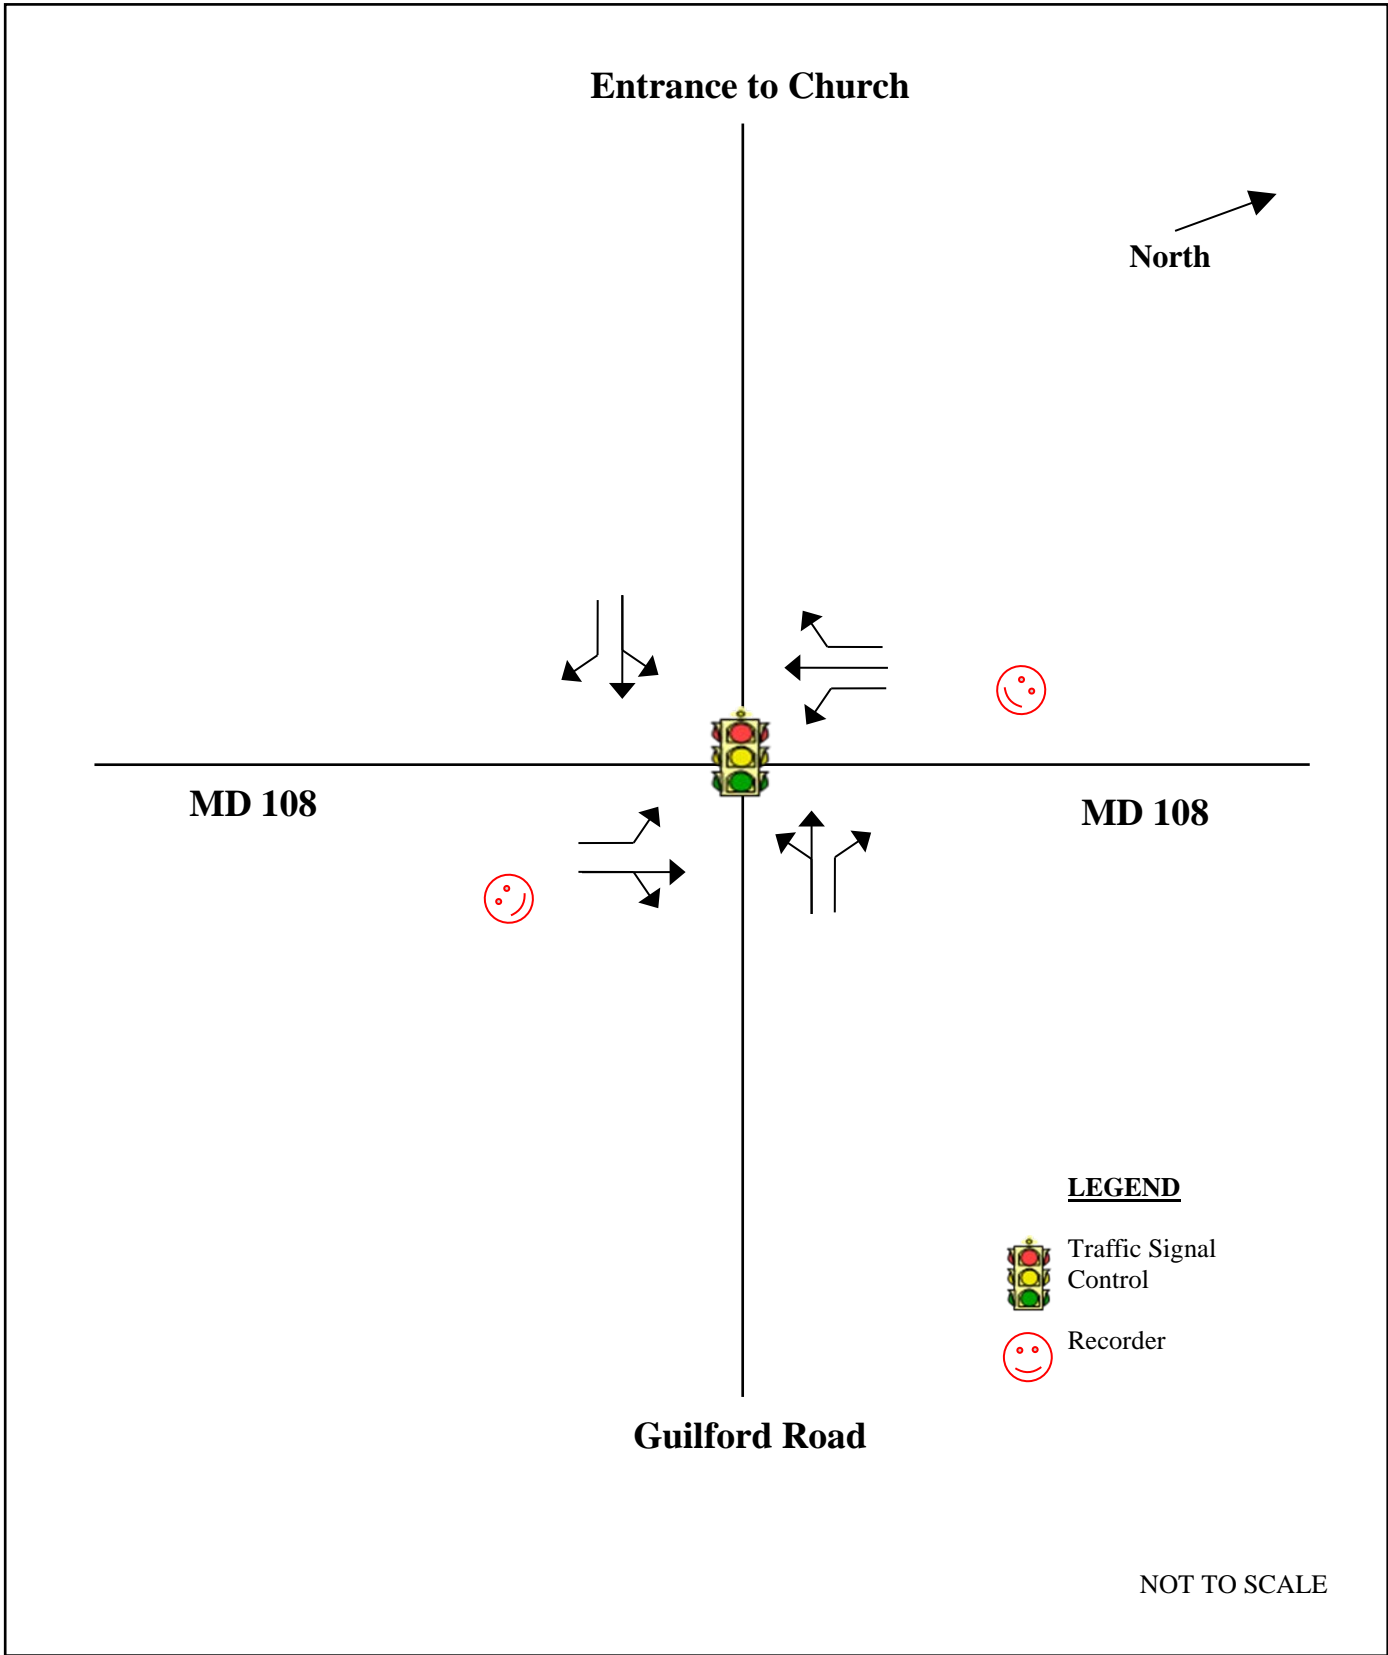 Entrance to Church
North
MD 108
MD 108
LEGEND
Traffic Signal
Control
Recorder
Guilford Road
NOT TO SCALE